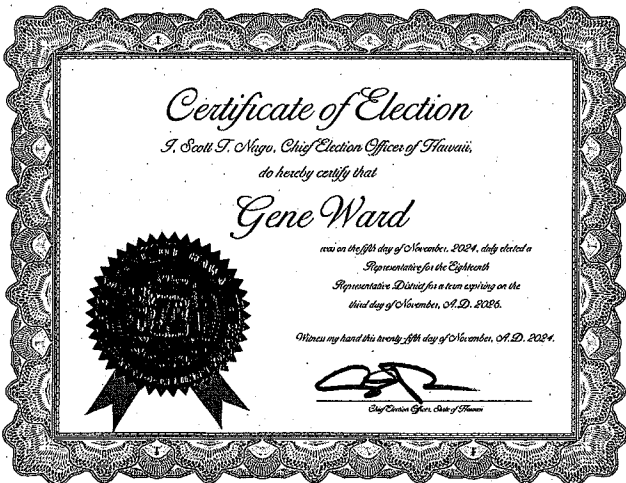 Certificate of Election
I, Scott T. Nago, Chief Election Officer of Hawaii,
do hereby certify that
Gene Ward
was on the fifth day of November, 2024, duly elected a
Representative for the Eighteenth
Representative District for a term expiring on the
third day of November, A.D. 2026.
Witness my hand this twenty-fifth day of November, A.D. 2024.
Chief Election Officer, State of Hawaii